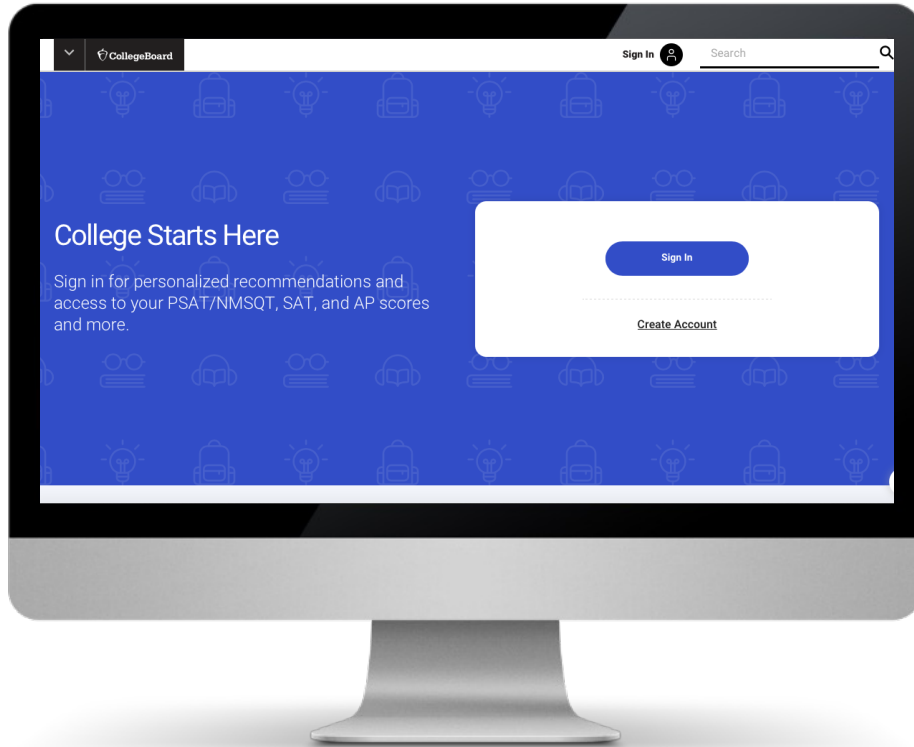 CollegeBoard
Sign In
Search
College Starts Here
Sign in for personalized recommendations and
access to your PSAT/NMSQT, SAT, and AP scores
and more.
Sign In
Create Account